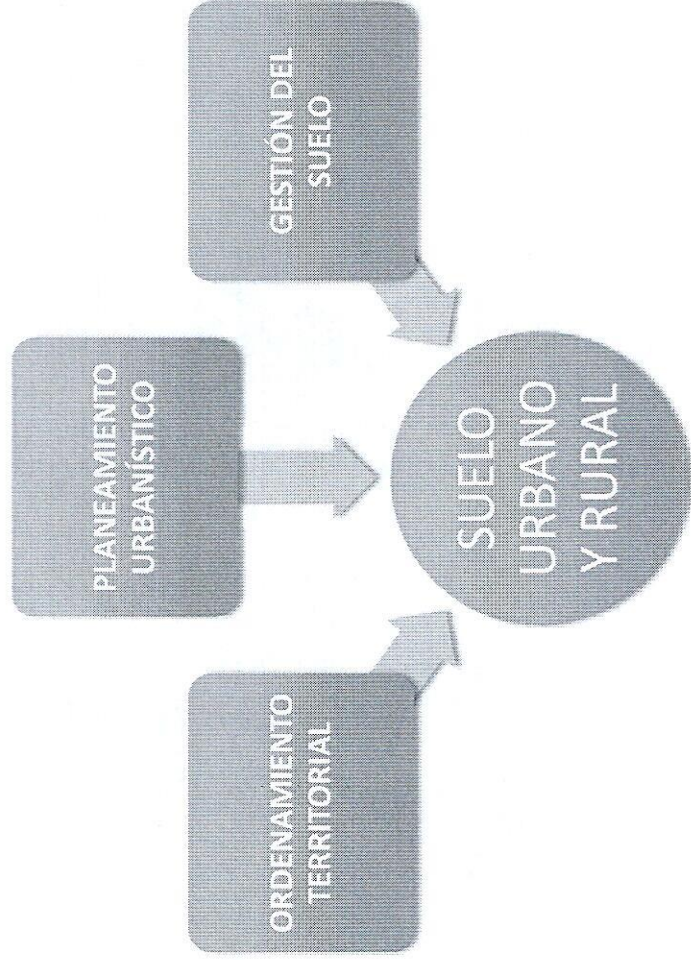 ORDENAMIENTO
TERRITORIAL
PLANEAMIENTO
URBANÍSTICO
GESTIÓN DEL
SUELO
SUELO
URBANO
Y RURAL